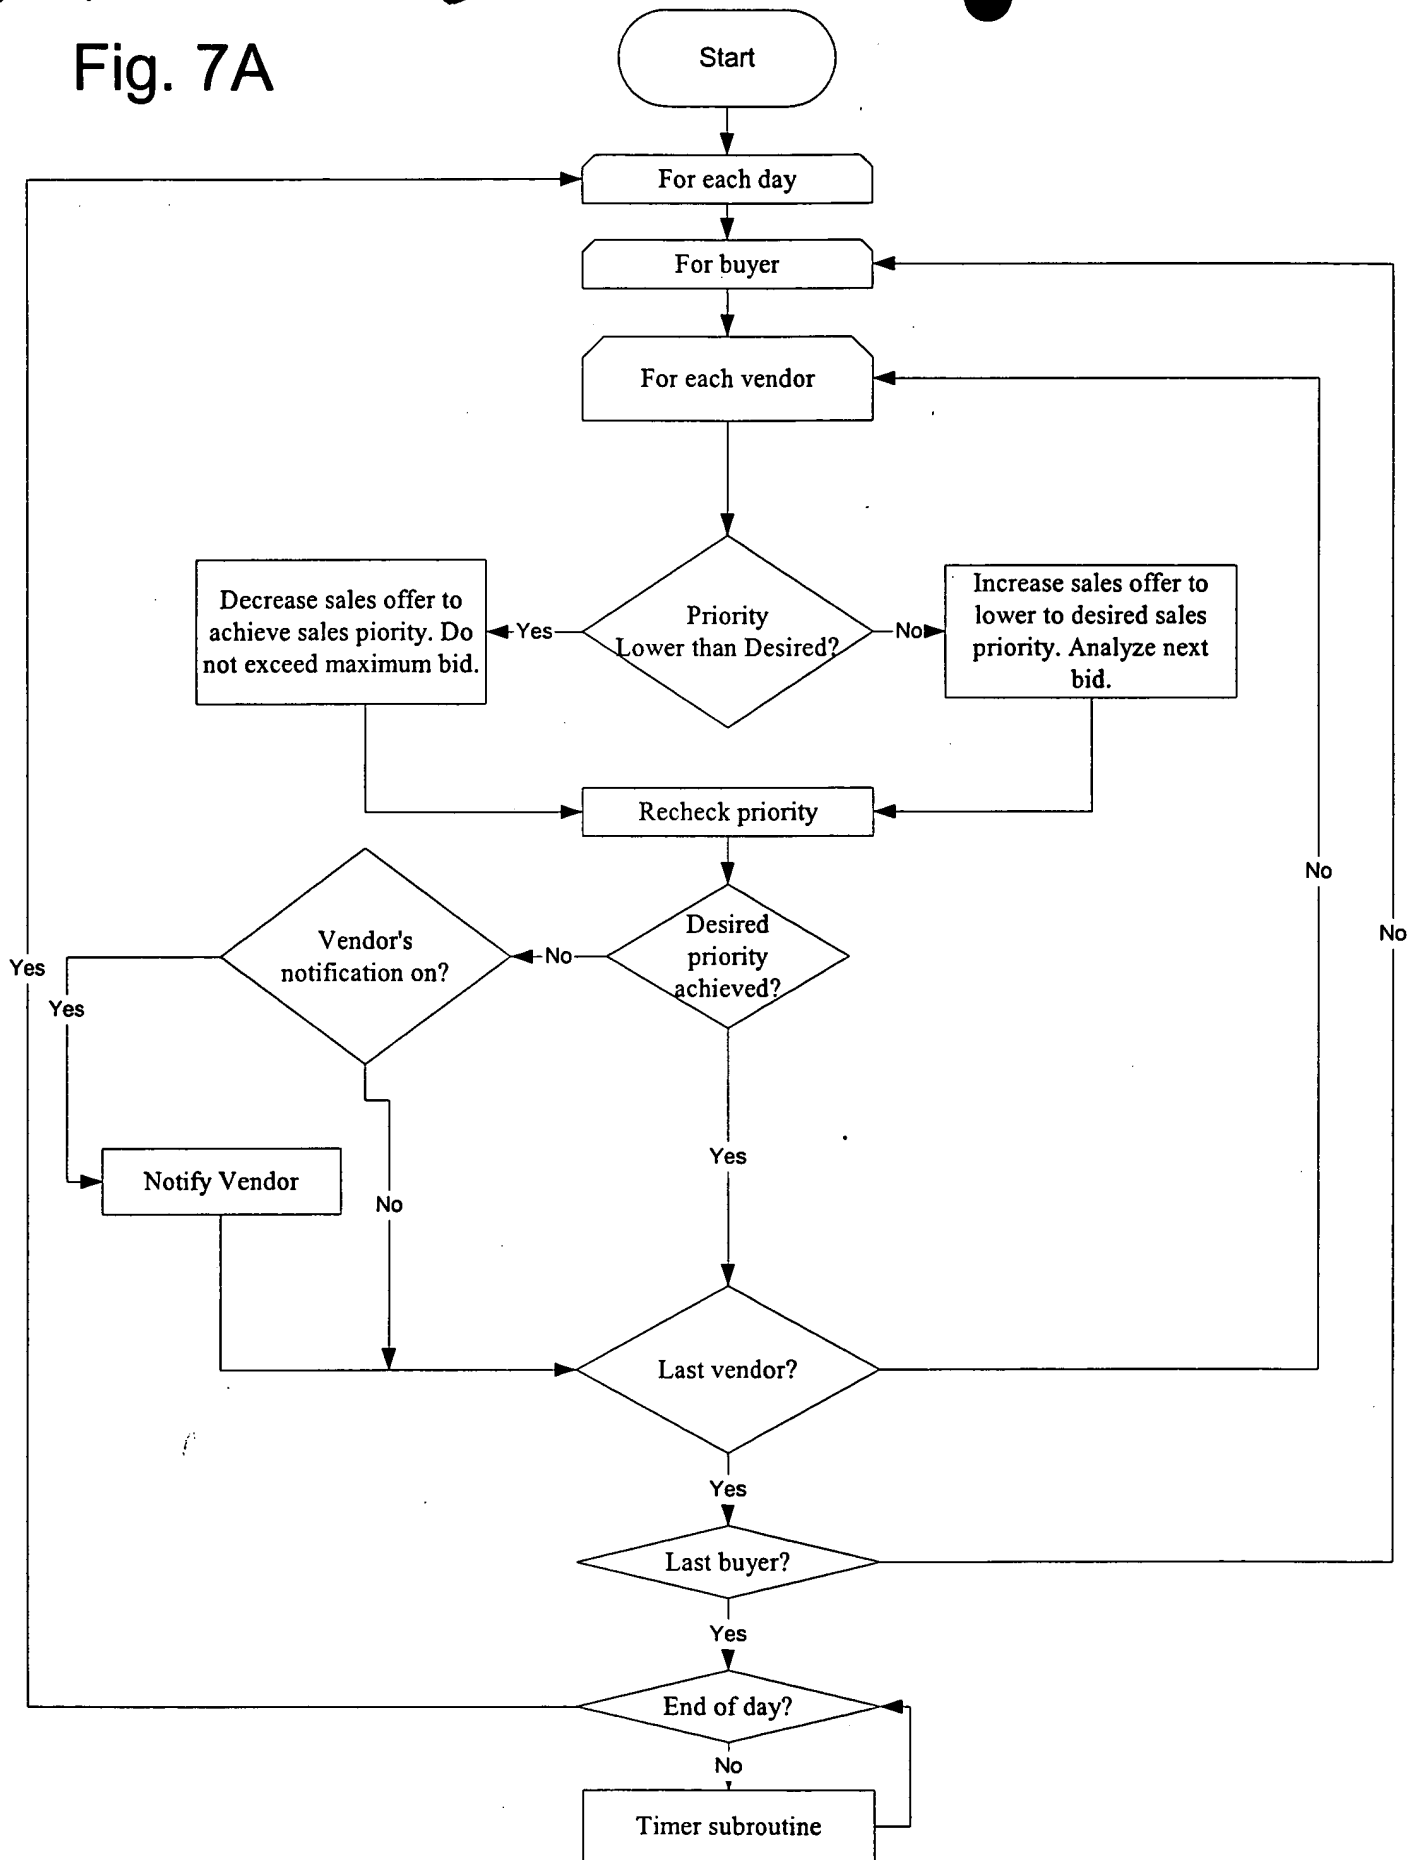 Fig. 7A
Start
For each day
For buyer
For each vendor
Decrease sales offer to
achieve sales piority. Do
not exceed maximum bid.
Yes
Priority
Lower than Desired?
No
Increase sales offer to
lower to desired sales
priority. Analyze next
bid.
Recheck priority
No
No
Yes
Yes
Vendor's
notification on?
No
Desired
priority
achieved?
Yes
Notify Vendor
No
Last vendor?
Yes
Last buyer?
Yes
End of day?
No
Timer subroutine